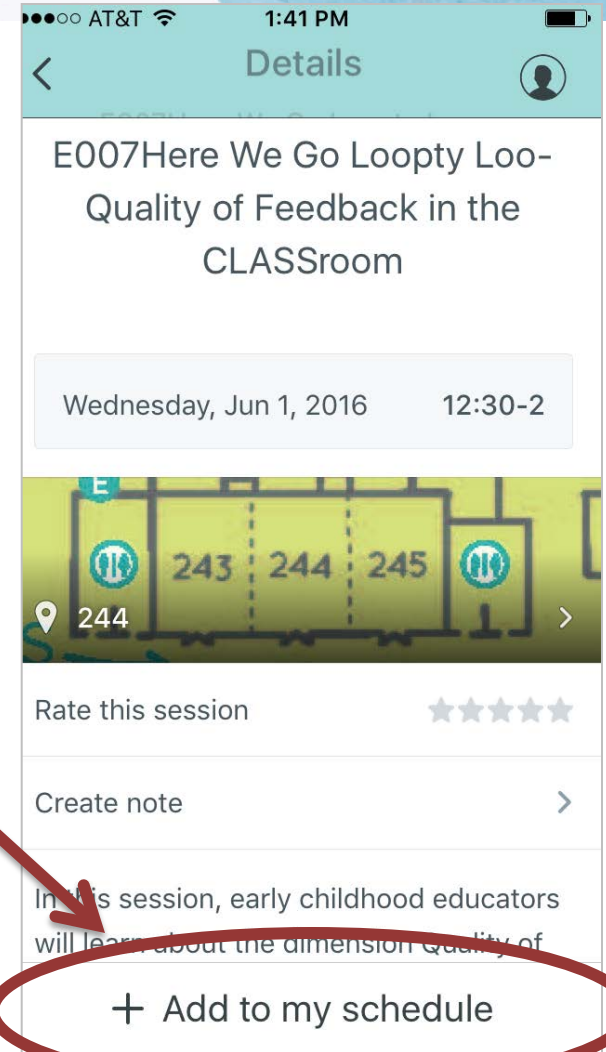 AT&T 1:41 PM
Details
E007Here We Go Loopty Loo-
Quality of Feedback in the
CLASSroom
Wednesday, Jun 1, 2016 12:30-2
E
243 244 245
244
Rate this session
Create note
In this session, early childhood educators
will learn about the dimension Quality of
+ Add to my schedule